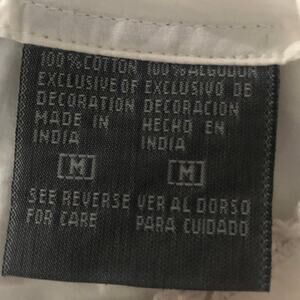 100% COTTON 100% ALGODON
EXCLUSIVE OF EXCLUSIVO DE
DECORATION DECORACION
MADE IN HECHO EN
INDIA INDIA
M M
SEE REVERSE VER AL DORSO
FOR CARE PARA CUIDADO